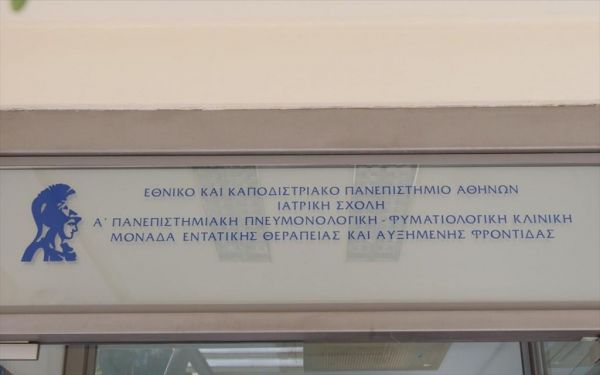 ΕΘΝΙΚΟ ΚΑΙ ΚΑΠΟΔΙΣΤΡΙΑΚΟ ΠΑΝΕΠΙΣΤΗΜΙΟ ΑΘΗΝΩΝ
ΙΑΤΡΙΚΗ ΣΧΟΛΗ
Α' ΠΑΝΕΠΙΣΤΗΜΙΑΚΗ ΠΝΕΥΜΟΝΟΛΟΓΙΚΗ - ΦΥΜΑΤΙΟΛΟΓΙΚΗ ΚΛΙΝΙΚΗ
ΜΟΝΑΔΑ ΕΝΤΑΤΙΚΗΣ ΘΕΡΑΠΕΙΑΣ ΚΑΙ ΑΥΞΗΜΕΝΗΣ ΦΡΟΝΤΙΔΑΣ